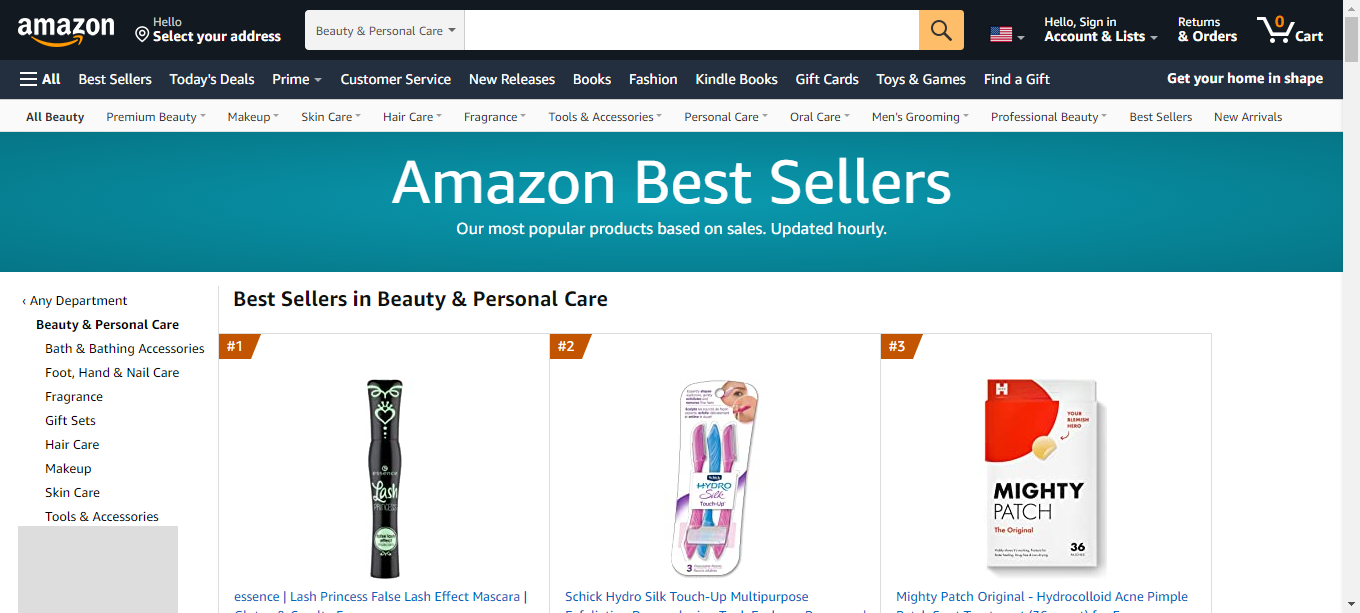 amazon
Hello
Select your address
Beauty & Personal Care
Hello, Sign in
Account & Lists
Returns
& Orders
0
Cart
All
Best Sellers
Today's Deals
Prime
Customer Service
New Releases
Books
Fashion
Kindle Books
Gift Cards
Toys & Games
Find a Gift
Get your home in shape
All Beauty
Premium Beauty
Makeup
Skin Care
Hair Care
Fragrance
Tools & Accessories
Personal Care
Oral Care
Men's Grooming
Professional Beauty
Best Sellers
New Arrivals
Amazon Best Sellers
Our most popular products based on sales. Updated hourly.
‹ Any Department
Beauty & Personal Care
Bath & Bathing Accessories
Foot, Hand & Nail Care
Fragrance
Gift Sets
Hair Care
Makeup
Skin Care
Tools & Accessories
Best Sellers in Beauty & Personal Care
#1
essence
Lash
PRINCESS
essence | Lash Princess False Lash Effect Mascara |
#2
Schick
HYDRO
Silk
Touch-Up
3
Schick Hydro Silk Touch-Up Multipurpose
#3
H
YOUR
BLEMISH
HERO
MIGHTY
PATCH
The Original
36
Mighty Patch Original - Hydrocolloid Acne Pimple